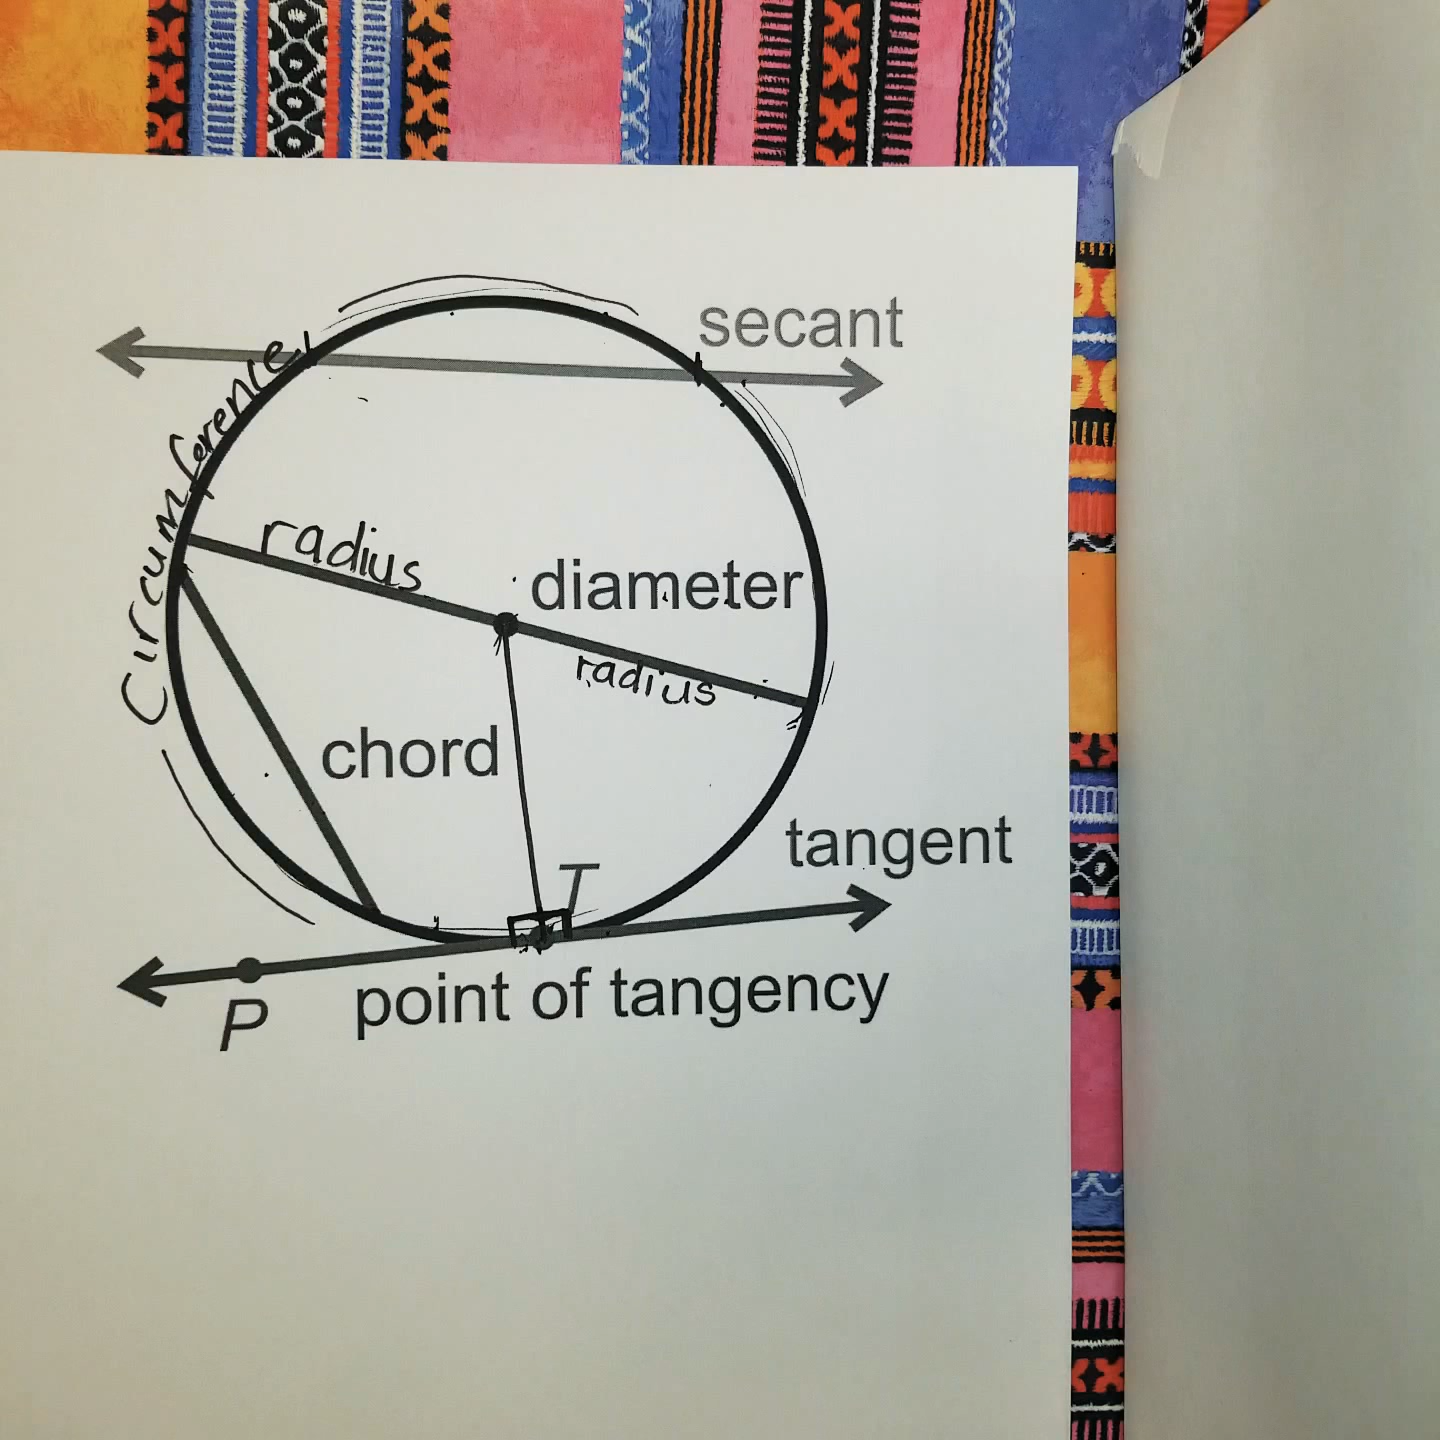 secant
Circumference
radius
diameter
radius
chord
tangent
T
point of tangency
P